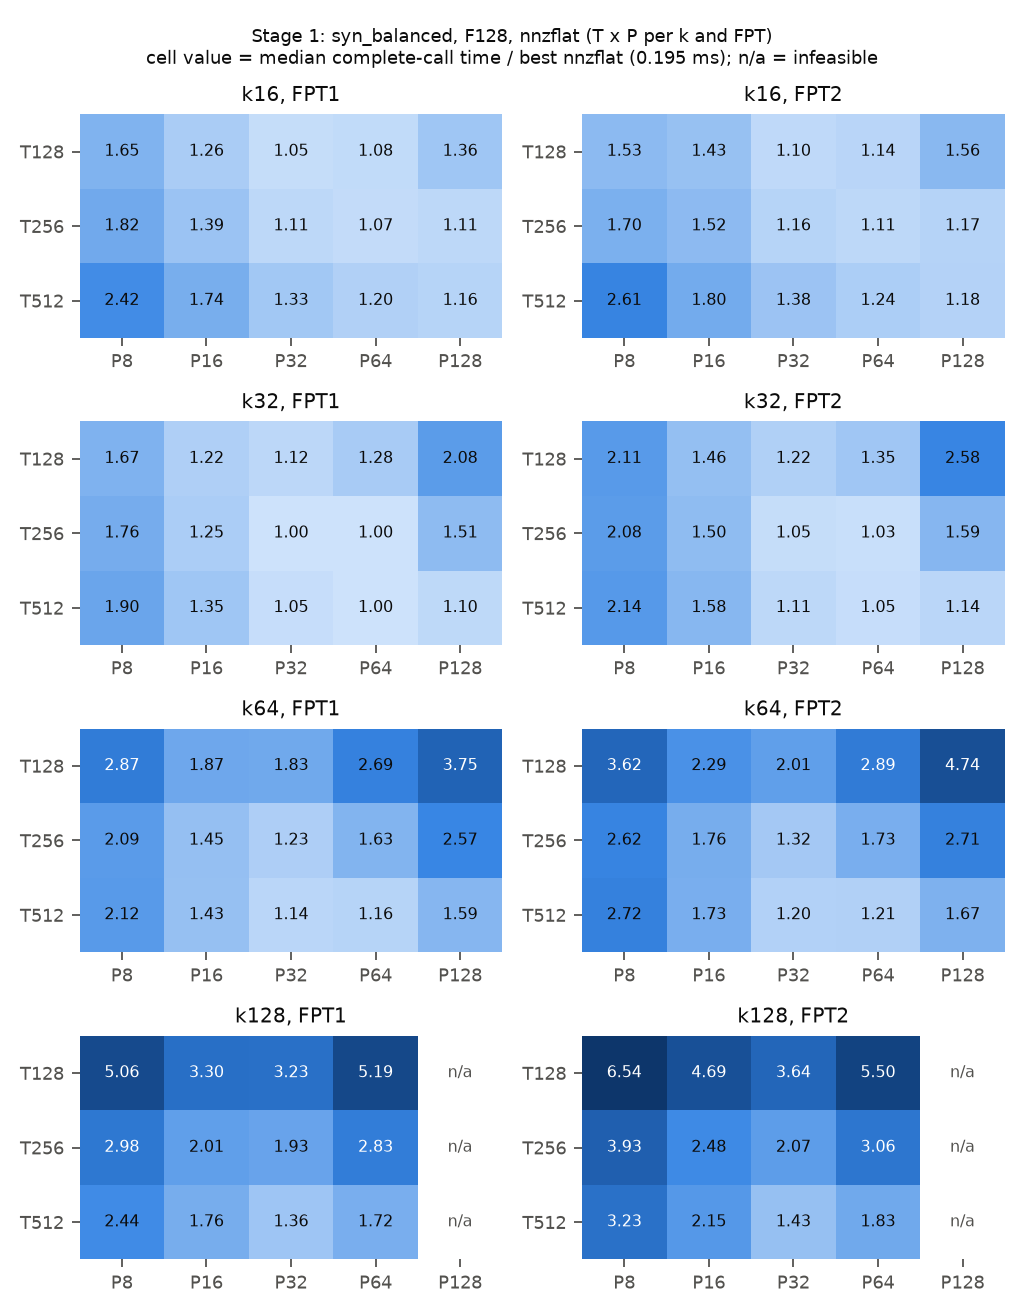 Stage 1: syn_balanced, F128, nnzflat (T x P per k and FPT)
cell value = median complete-call time / best nnzflat (0.195 ms); n/a = infeasible
k16, FPT1
T128 1.65 1.26 1.05 1.08 1.36
T256 1.82 1.39 1.11 1.07 1.11
T512 2.42 1.74 1.33 1.20 1.16
P8 P16 P32 P64 P128
k16, FPT2
T128 1.53 1.43 1.10 1.14 1.56
T256 1.70 1.52 1.16 1.11 1.17
T512 2.61 1.80 1.38 1.24 1.18
P8 P16 P32 P64 P128
k32, FPT1
T128 1.67 1.22 1.12 1.28 2.08
T256 1.76 1.25 1.00 1.00 1.51
T512 1.90 1.35 1.05 1.00 1.10
P8 P16 P32 P64 P128
k32, FPT2
T128 2.11 1.46 1.22 1.35 2.58
T256 2.08 1.50 1.05 1.03 1.59
T512 2.14 1.58 1.11 1.05 1.14
P8 P16 P32 P64 P128
k64, FPT1
T128 2.87 1.87 1.83 2.69 3.75
T256 2.09 1.45 1.23 1.63 2.57
T512 2.12 1.43 1.14 1.16 1.59
P8 P16 P32 P64 P128
k64, FPT2
T128 3.62 2.29 2.01 2.89 4.74
T256 2.62 1.76 1.32 1.73 2.71
T512 2.72 1.73 1.20 1.21 1.67
P8 P16 P32 P64 P128
k128, FPT1
T128 5.06 3.30 3.23 5.19 n/a
T256 2.98 2.01 1.93 2.83 n/a
T512 2.44 1.76 1.36 1.72 n/a
P8 P16 P32 P64 P128
k128, FPT2
T128 6.54 4.69 3.64 5.50 n/a
T256 3.93 2.48 2.07 3.06 n/a
T512 3.23 2.15 1.43 1.83 n/a
P8 P16 P32 P64 P128